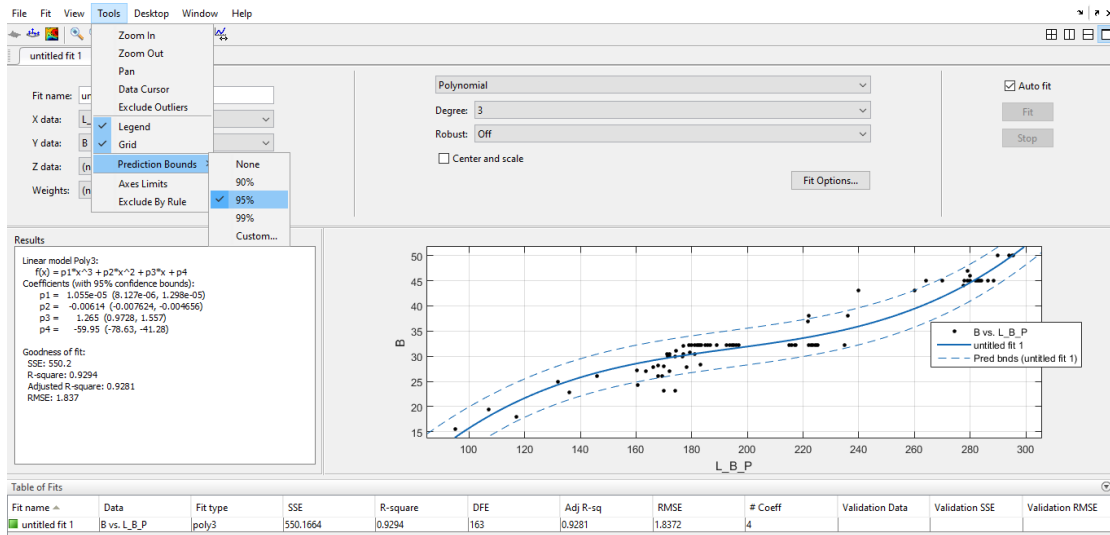 File Fit View Tools Desktop Window Help
untitled fit 1
Zoom In
Zoom Out
Pan
Data Cursor
Exclude Outliers
Legend
Grid
Prediction Bounds >
Axes Limits
Exclude By Rule
None
90%
95%
99%
Custom...
Fit name: un
X data: L_
Y data: B
Z data: (n
Weights: (n
Polynomial
Degree: 3
Robust: Off
Center and scale
Fit Options...
Auto fit
Fit
Stop
Results
Linear model Poly3:
f(x) = p1*x^3 + p2*x^2 + p3*x + p4
Coefficients (with 95% confidence bounds):
p1 = 1.055e-05 (8.127e-06, 1.298e-05)
p2 = -0.00614 (-0.007624, -0.004656)
p3 = 1.265 (0.9728, 1.557)
p4 = -59.95 (-78.63, -41.28)
Goodness of fit:
SSE: 550.2
R-square: 0.9294
Adjusted R-square: 0.9281
RMSE: 1.837
50
45
40
35
30
25
20
15
B
100 120 140 160 180 200 220 240 260 280 300
L_B_P
B vs. L_B_P
untitled fit 1
Pred bnds (untitled fit 1)
Table of Fits
Fit name Data Fit type SSE R-square DFE Adj R-sq RMSE # Coeff Validation Data Validation SSE Validation RMSE
untitled fit 1 B vs. L_B_P poly3 550.1664 0.9294 163 0.9281 1.8372 4